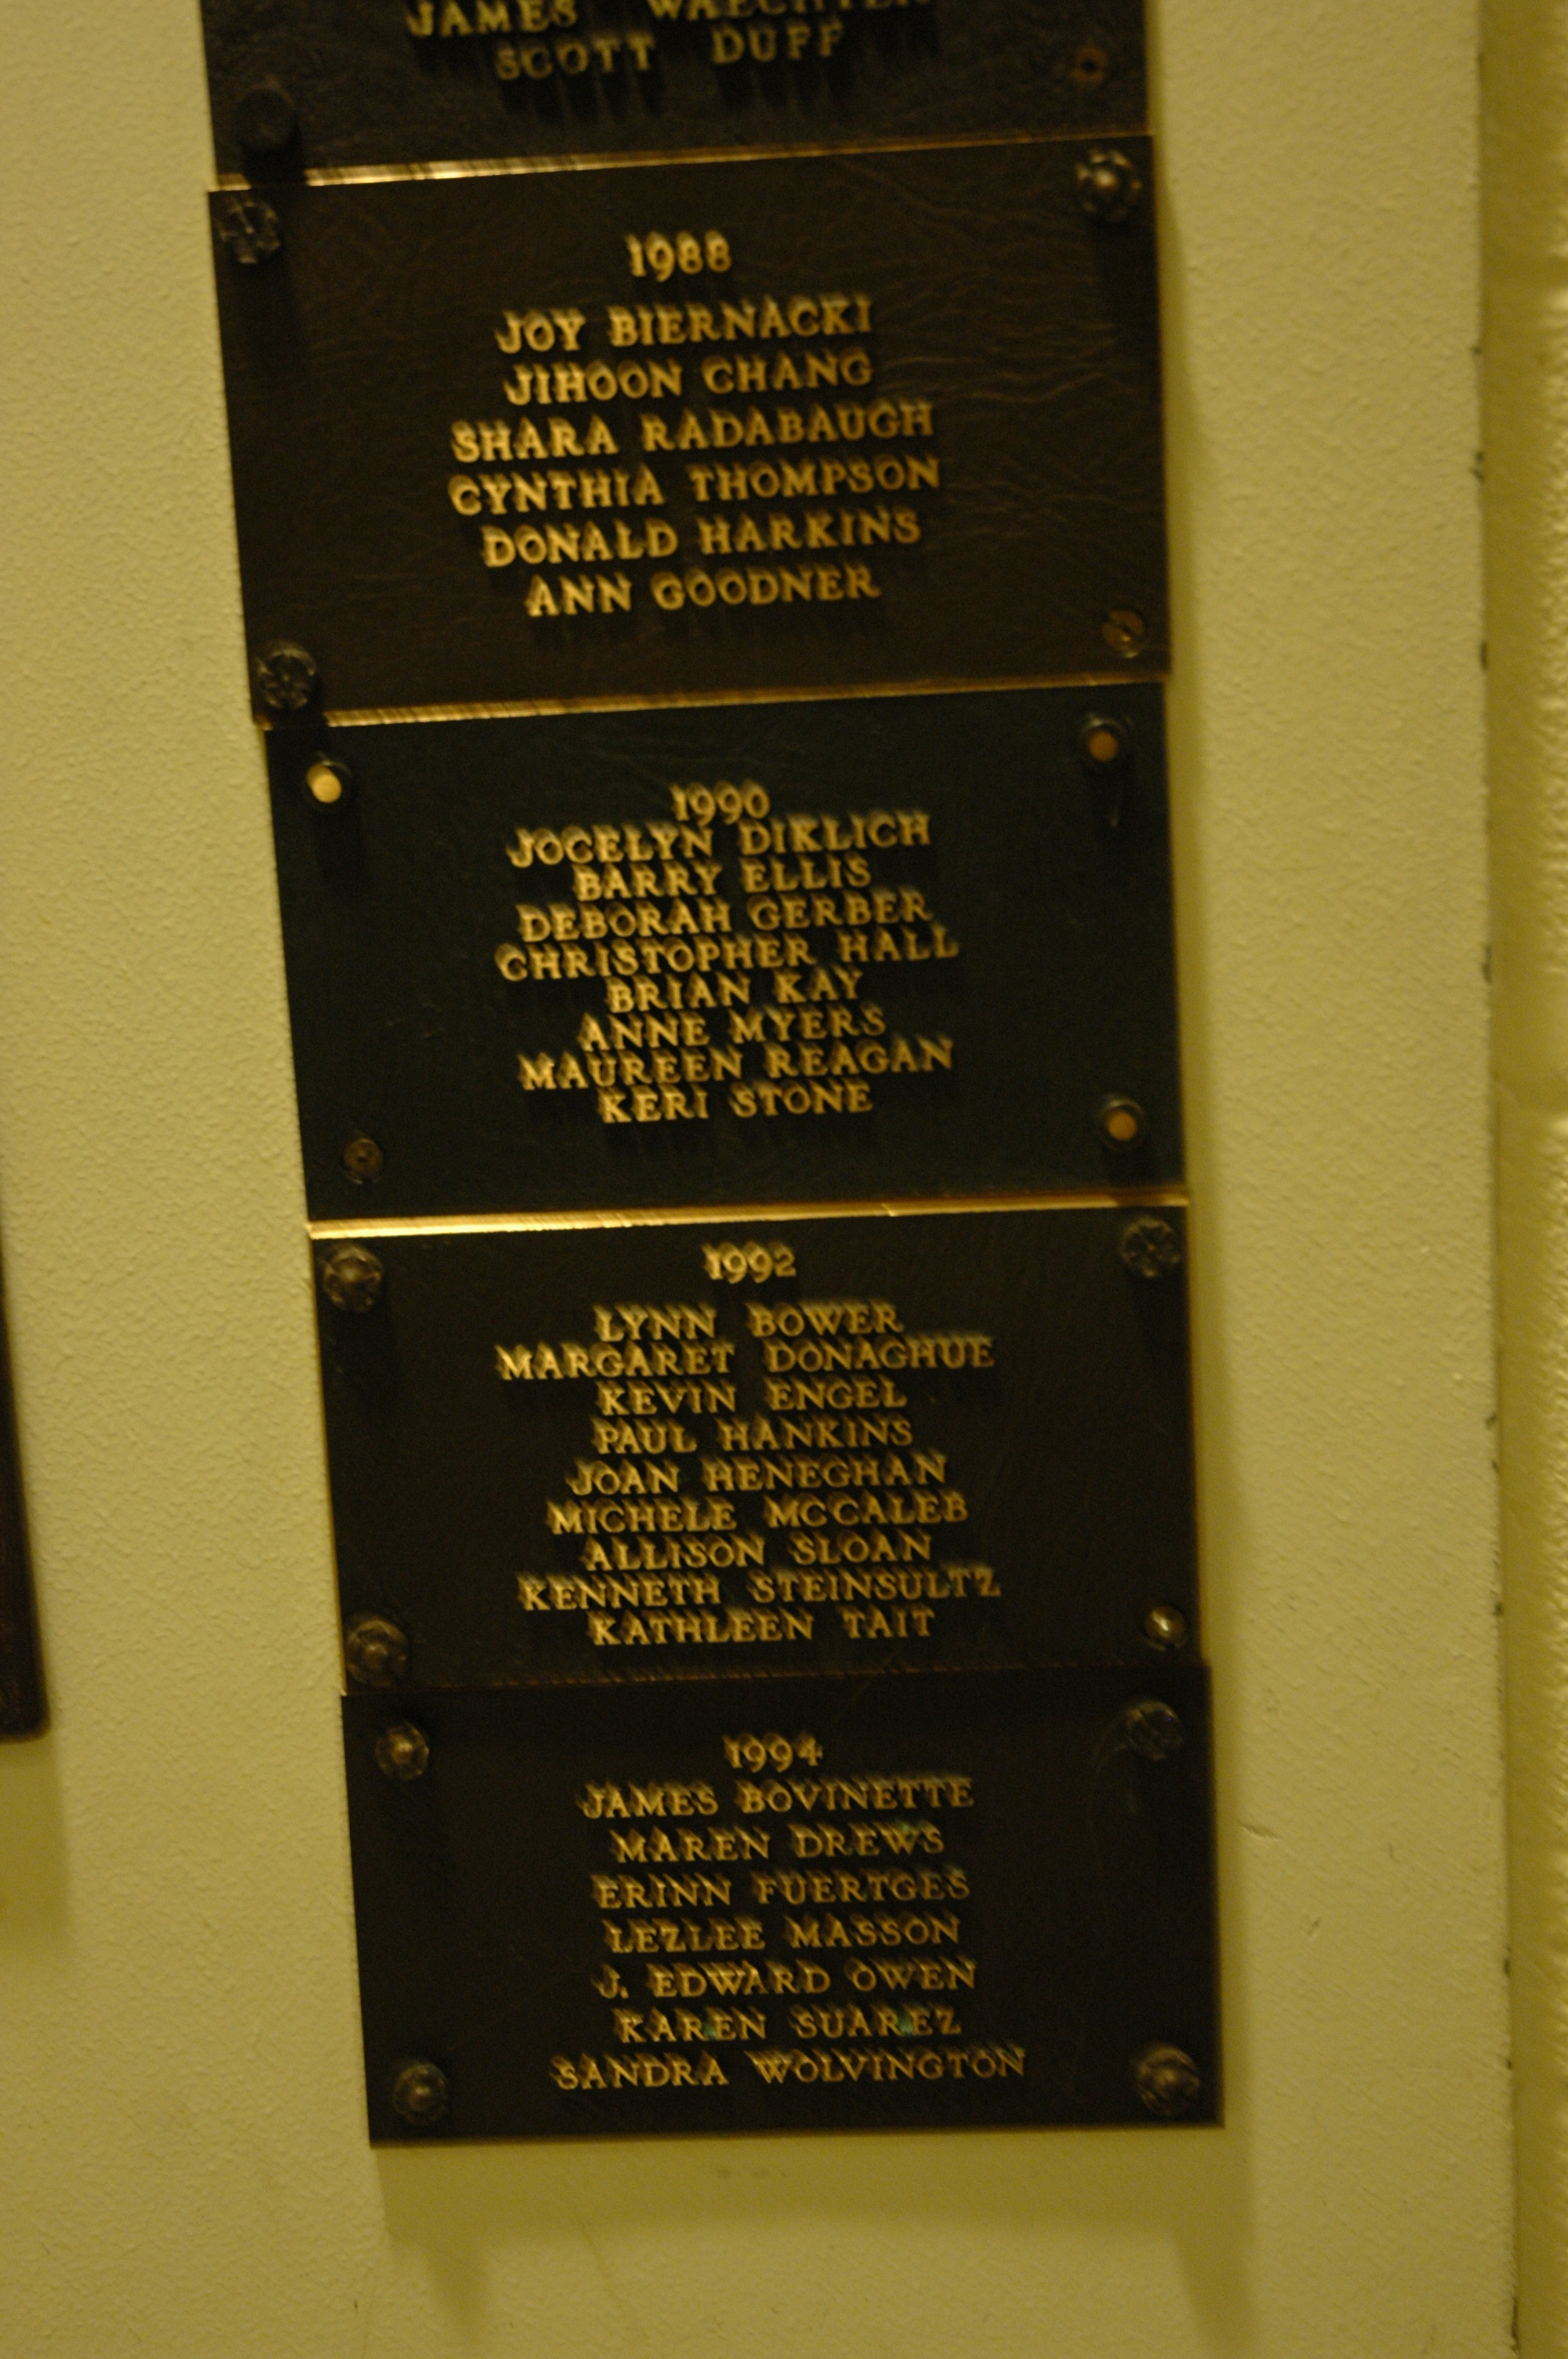 JAMES WAECHTER
SCOTT DUFF
1988
JOY BIERNACKI
JIHOON CHANG
SHARA RADABAUGH
CYNTHIA THOMPSON
DONALD HARKINS
ANN GOODNER
1990
JOCELYN DIKLICH
BARRY ELLIS
DEBORAH GERBER
CHRISTOPHER HALL
BRIAN KAY
ANNE MYERS
MAUREEN REAGAN
KERI STONE
1992
LYNN BOWER
MARGARET DONAGHUE
KEVIN ENGEL
PAUL HANKINS
JOAN HENEGHAN
MICHELE MCCALEB
ALLISON SLOAN
KENNETH STEINSULTZ
KATHLEEN TAIT
1994
JAMES BOVINETTE
MAREN DREWS
ERINN FUERTGES
LEZLEE MASSON
J. EDWARD OWEN
KAREN SUAREZ
SANDRA WOLVINGTON